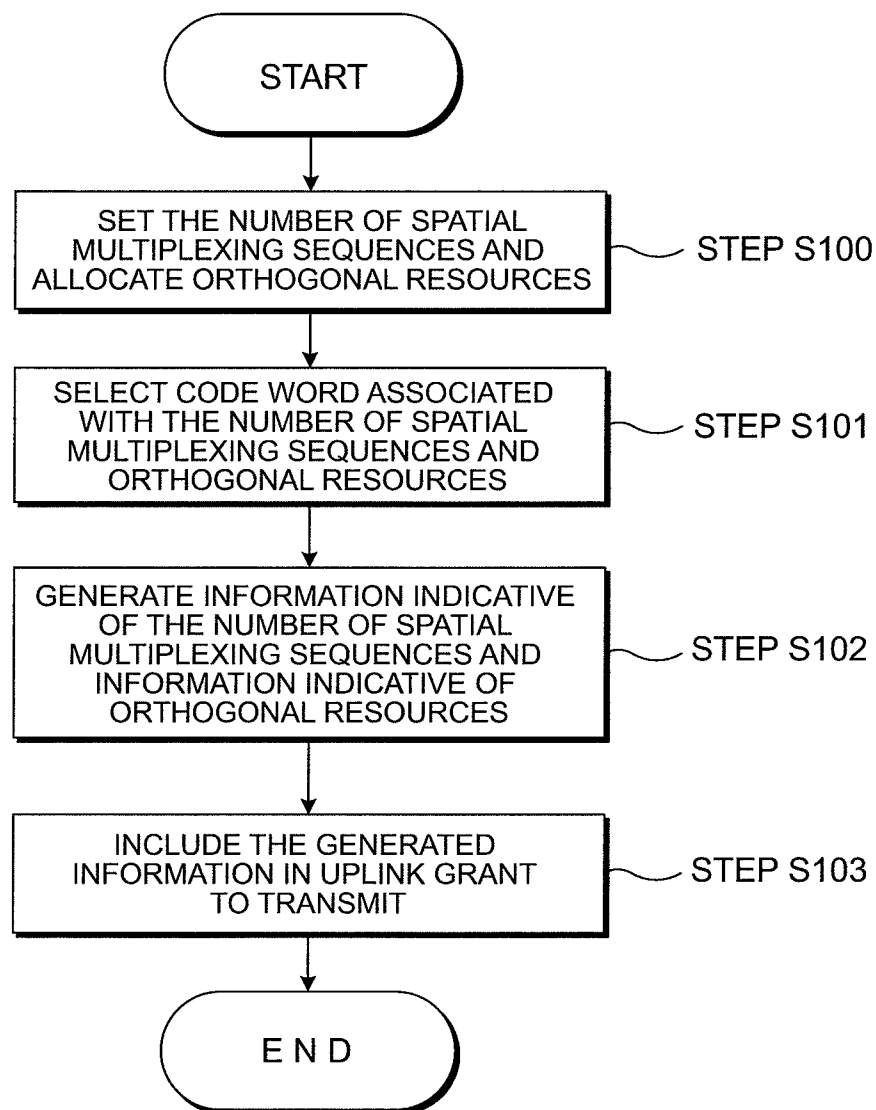 START
SET THE NUMBER OF SPATIAL
MULTIPLEXING SEQUENCES AND
ALLOCATE ORTHOGONAL RESOURCES
STEP S100
SELECT CODE WORD ASSOCIATED
WITH THE NUMBER OF SPATIAL
MULTIPLEXING SEQUENCES AND
ORTHOGONAL RESOURCES
STEP S101
GENERATE INFORMATION INDICATIVE
OF THE NUMBER OF SPATIAL
MULTIPLEXING SEQUENCES AND
INFORMATION INDICATIVE OF
ORTHOGONAL RESOURCES
STEP S102
INCLUDE THE GENERATED
INFORMATION IN UPLINK GRANT
TO TRANSMIT
STEP S103
E N D